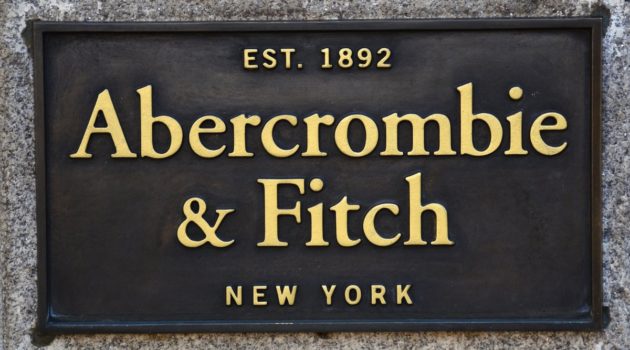 EST. 1892
Abercrombie
& Fitch
NEW YORK